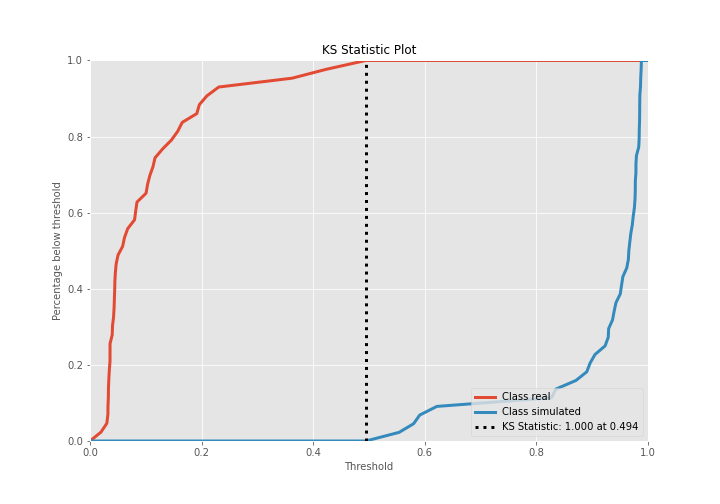 KS Statistic Plot
1.0
0.8
0.6
0.4
0.2
0.0
Percentage below threshold
0.0 0.2 0.4 0.6 0.8 1.0
Threshold
Class real
Class simulated
KS Statistic: 1.000 at 0.494